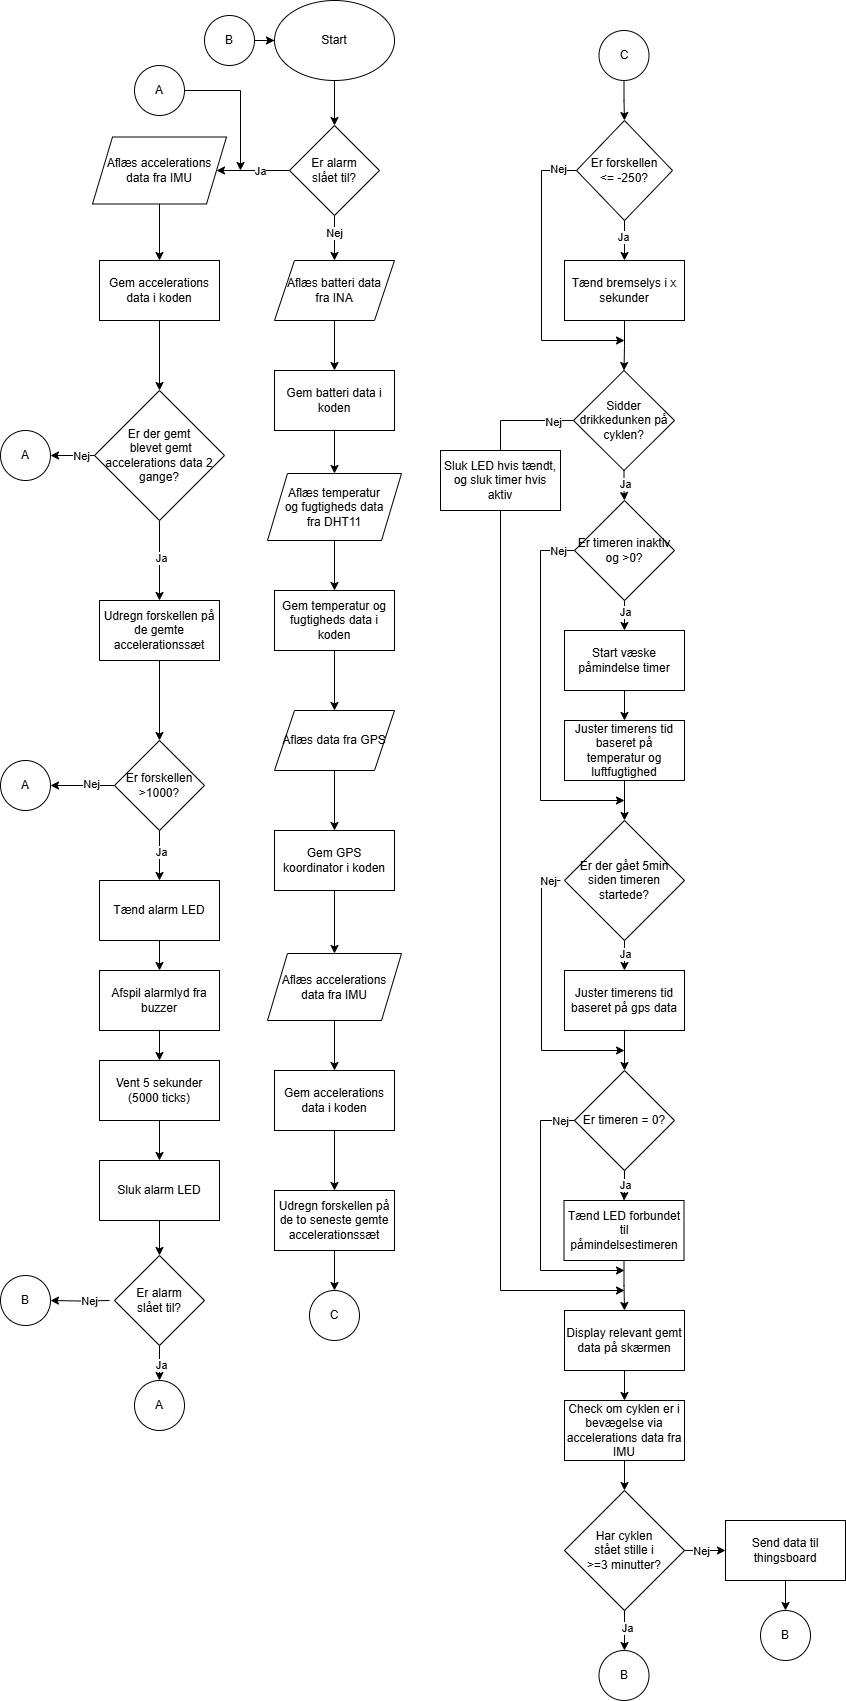 B
Start
A
Er alarm
slået til?
Ja
Aflæs accelerations
data fra IMU
Nej
Gem accelerations
data i koden
Er der gemt
blevet gemt
accelerations data 2
gange?
Nej
A
Ja
Udregn forskellen på
de gemte
accelerationssæt
Er forskellen
>1000?
Nej
A
Ja
Tænd alarm LED
Afspil alarmlyd fra
buzzer
Vent 5 sekunder
(5000 ticks)
Sluk alarm LED
Er alarm
slået til?
Nej
B
Ja
A
Aflæs batteri data
fra INA
Gem batteri data i
koden
Aflæs temperatur
og fugtigheds data
fra DHT11
Gem temperatur og
fugtigheds data i
koden
Aflæs data fra GPS
Gem GPS
koordinator i koden
Aflæs accelerations
data fra IMU
Gem accelerations
data i koden
Udregn forskellen på
de to seneste gemte
accelerationssæt
C
C
Er forskellen
<= -250?
Nej
Ja
Tænd bremselys i x
sekunder
Sidder
drikkedunken på
cyklen?
Nej
Sluk LED hvis tændt,
og sluk timer hvis
aktiv
Ja
Er timeren inaktiv
og >0?
Nej
Ja
Start væske
påmindelse timer
Juster timerens tid
baseret på
temperatur og
luftfugtighed
Er der gået 5min
siden timeren
startede?
Nej
Ja
Juster timerens tid
baseret på gps data
Er timeren = 0?
Nej
Ja
Tænd LED forbundet
til
påmindelsestimeren
Display relevant gemt
data på skærmen
Check om cyklen er i
bevægelse via
accelerations data fra
IMU
Har cyklen
stået stille i
>=3 minutter?
Nej
Send data til
thingsboard
B
Ja
B